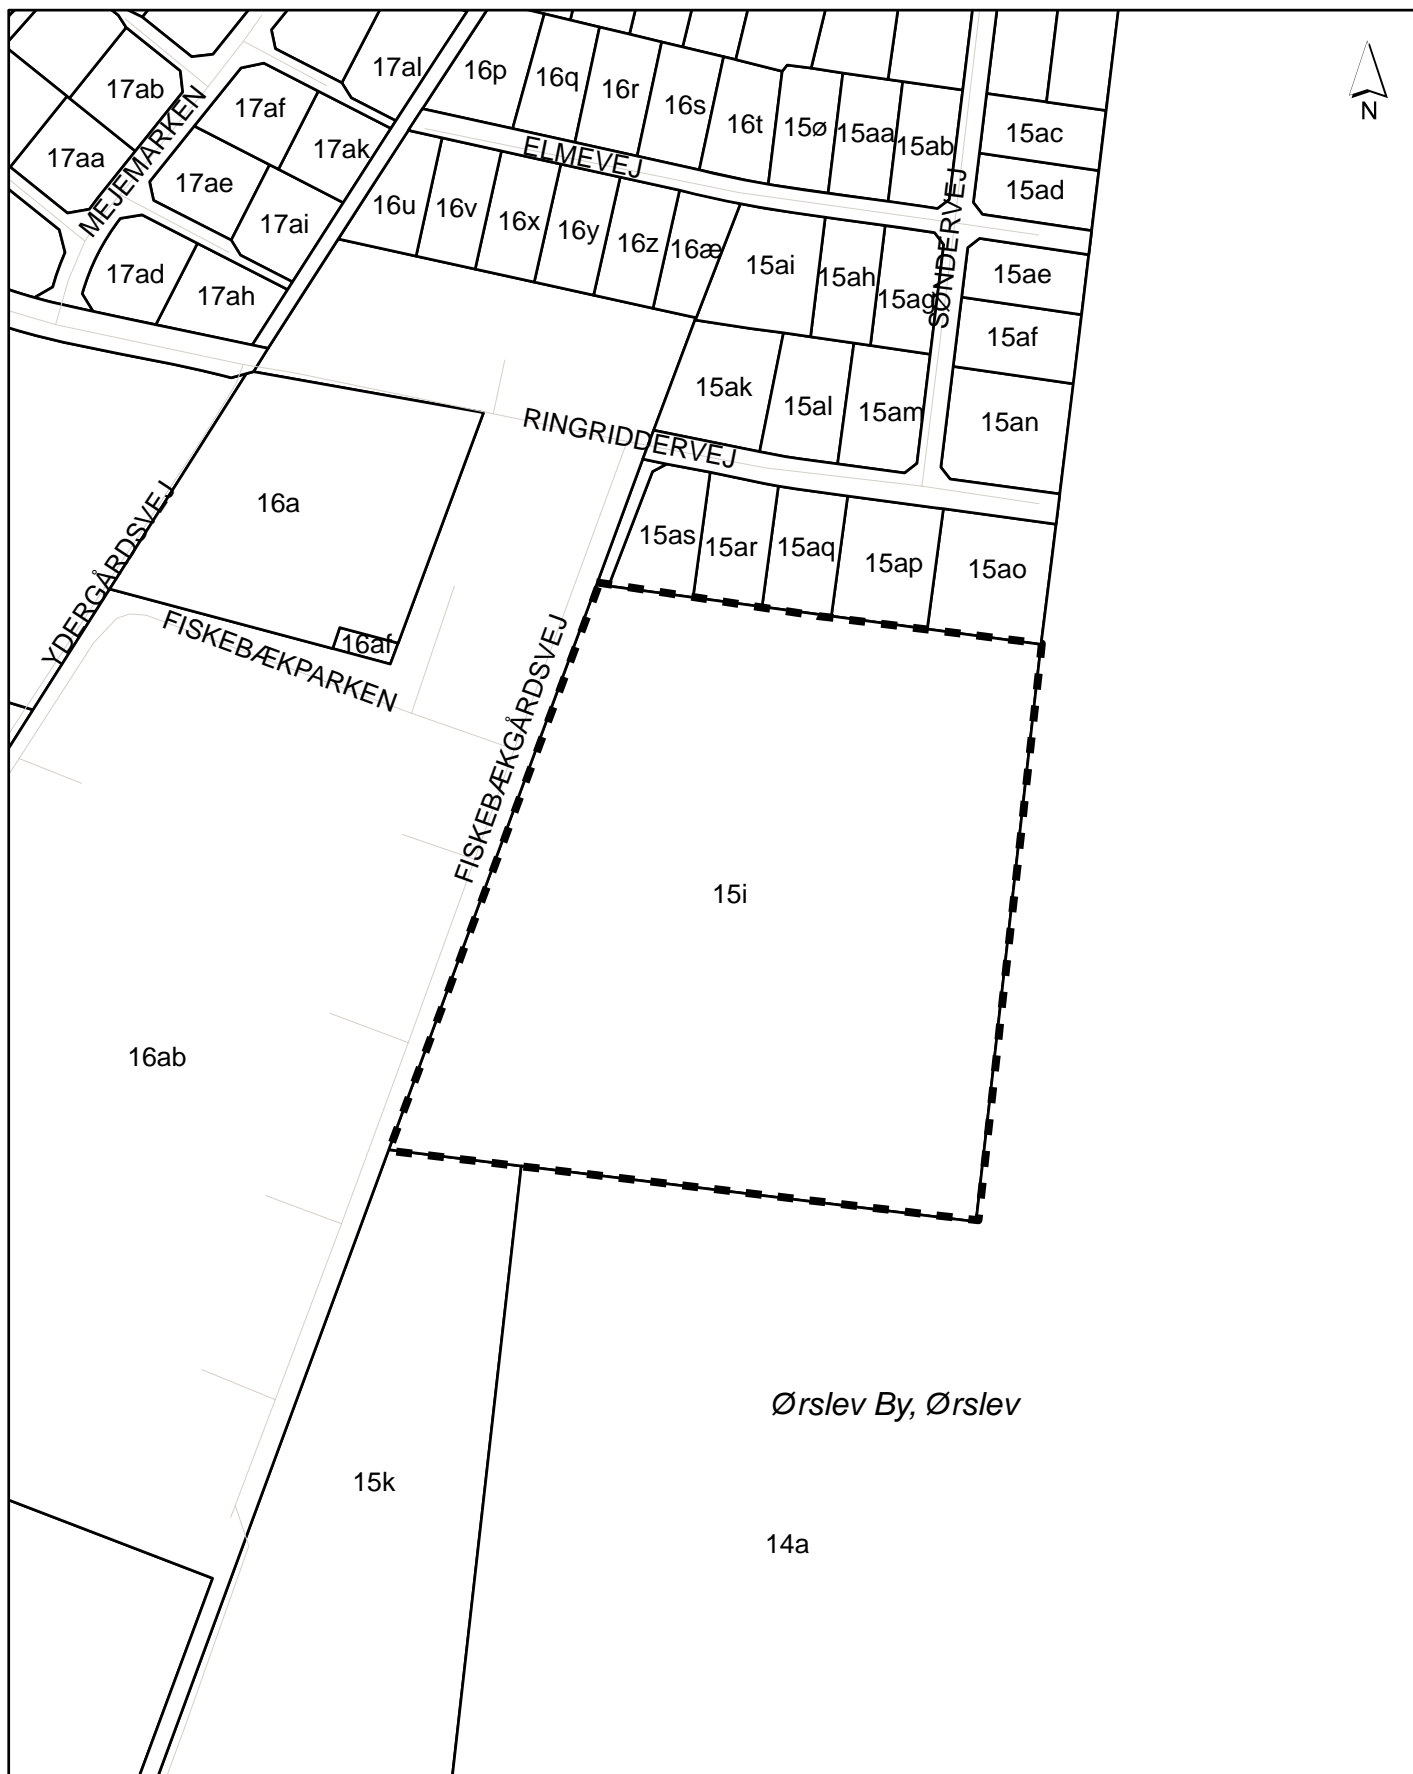 17al
16p
16q
16r
16s
16t
15ø
15aa
15ab
15ac
15ad
17ab
17af
17ak
17aa
17ae
17ai
17ad
17ah
MEJEMARKEN
ELMEVEJ
SØNDERVEJ
N
16u
16v
16x
16y
16z
16æ
15ai
15ah
15ag
15ae
15af
15ak
15al
15am
15an
RINGRIDDERVEJ
16a
15as
15ar
15aq
15ap
15ao
YDERGÅRDSVEJ
FISKEBÆKPARKEN
16af
FISKEBÆKGÅRDSVEJ
15i
16ab
Ørslev By, Ørslev
15k
14a